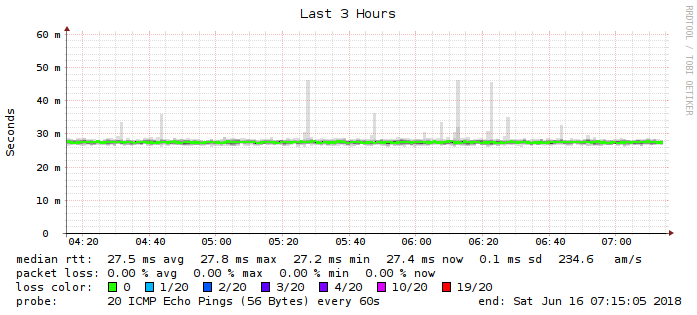 Last 3 Hours
RRDTOOL / TOBI OETIKER
Seconds
60 m
50 m
40 m
30 m
20 m
10 m
0
04:20 04:40 05:00 05:20 05:40 06:00 06:20 06:40 07:00
median rtt: 27.5 ms avg 27.8 ms max 27.2 ms min 27.4 ms now 0.1 ms sd 234.6 am/s
packet loss: 0.00 % avg 0.00 % max 0.00 % min 0.00 % now
loss color: 0 1/20 2/20 3/20 4/20 10/20 19/20
probe: 20 ICMP Echo Pings (56 Bytes) every 60s end: Sat Jun 16 07:15:05 2018